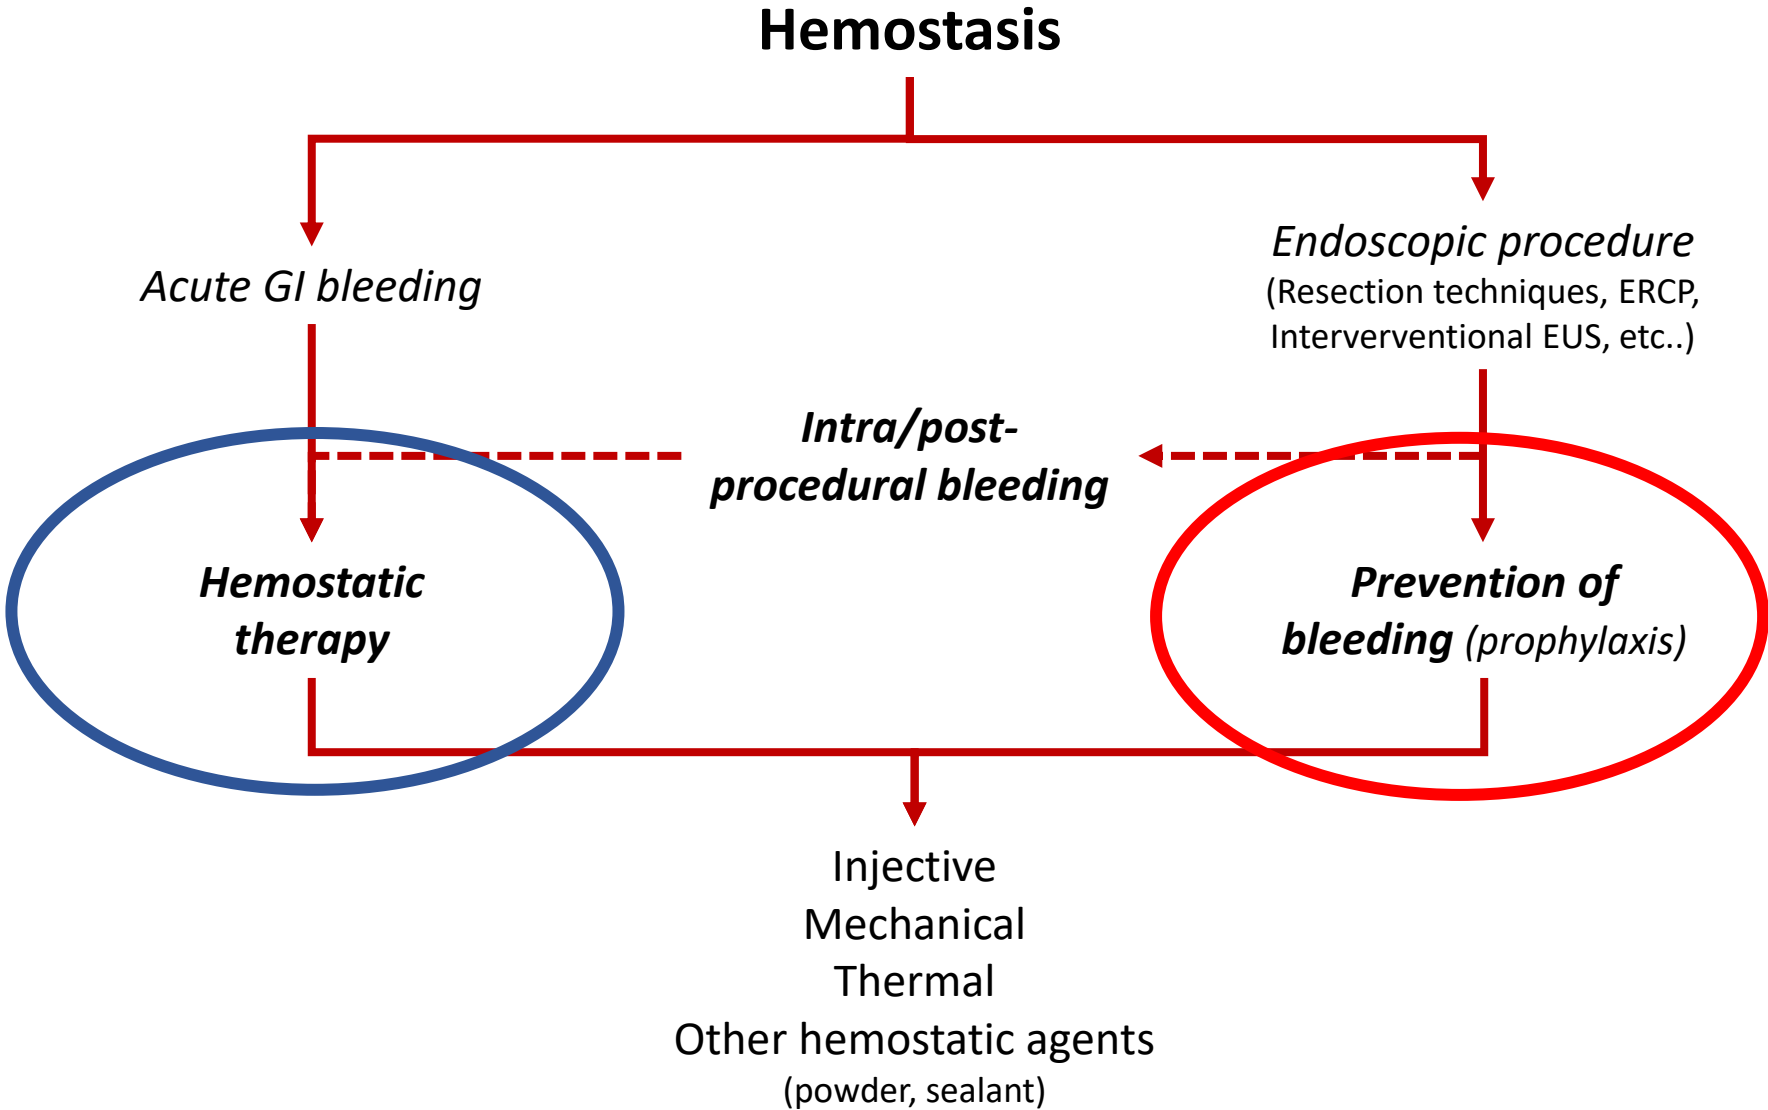 Hemostasis
Acute GI bleeding
Endoscopic procedure
(Resection techniques, ERCP,
Interverventional EUS, etc..)
Intra/post-
procedural bleeding
Hemostatic
therapy
Prevention of
bleeding (prophylaxis)
Injective
Mechanical
Thermal
Other hemostatic agents
(powder, sealant)